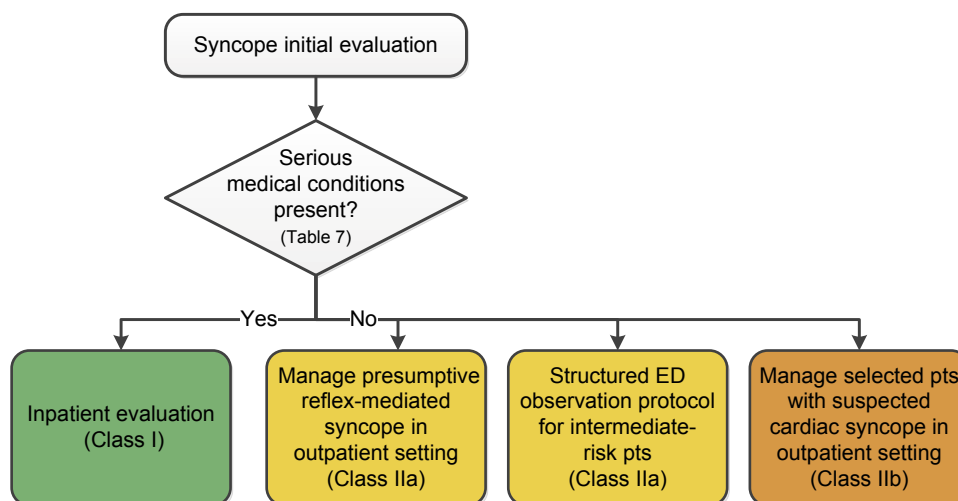 Syncope initial evaluation
Serious
medical conditions
present?
(Table 7)
Yes
No
Inpatient evaluation
(Class I)
Manage presumptive
reflex-mediated
syncope in
outpatient setting
(Class IIa)
Structured ED
observation protocol
for intermediate-
risk pts
(Class IIa)
Manage selected pts
with suspected
cardiac syncope in
outpatient setting
(Class IIb)